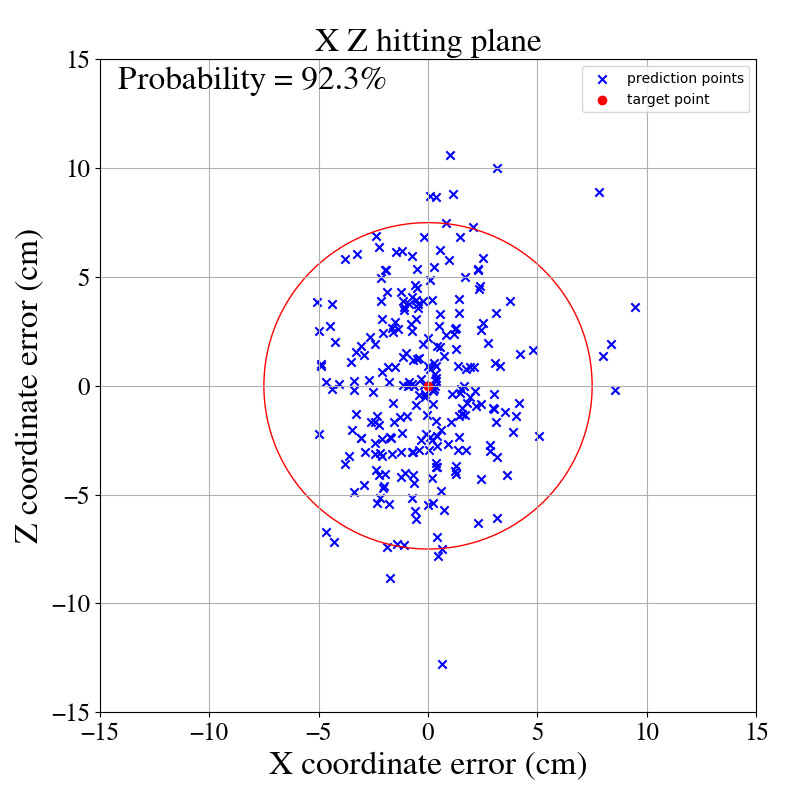 X Z hitting plane
Probability = 92.3%
prediction points
target point
Z coordinate error (cm)
15
10
5
0
−5
−10
−15
−15
−10
−5
0
5
10
15
X coordinate error (cm)